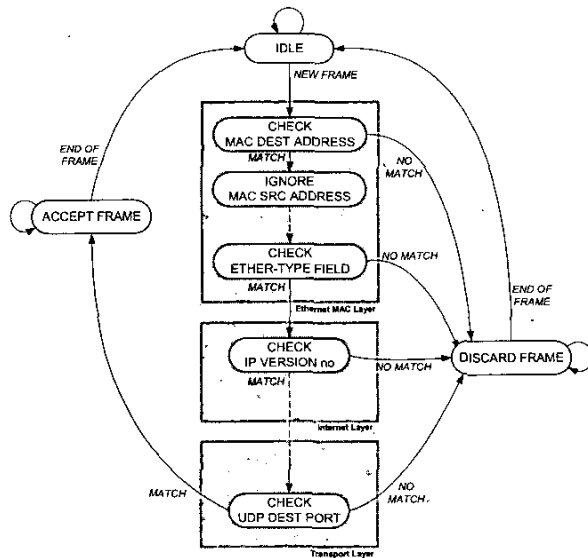 IDLE
NEW FRAME
CHECK
MAC DEST ADDRESS
MATCH
NO
MATCH
END OF
FRAME
IGNORE
MAC SRC ADDRESS
ACCEPT FRAME
CHECK
ETHER-TYPE FIELD
MATCH
NO MATCH
END OF
FRAME
Ethernet MAC Layer
CHECK
IP VERSION no
MATCH
NO MATCH
DISCARD FRAME
Internet Layer
MATCH
CHECK
UDP DEST PORT
NO
MATCH
Transport Layer